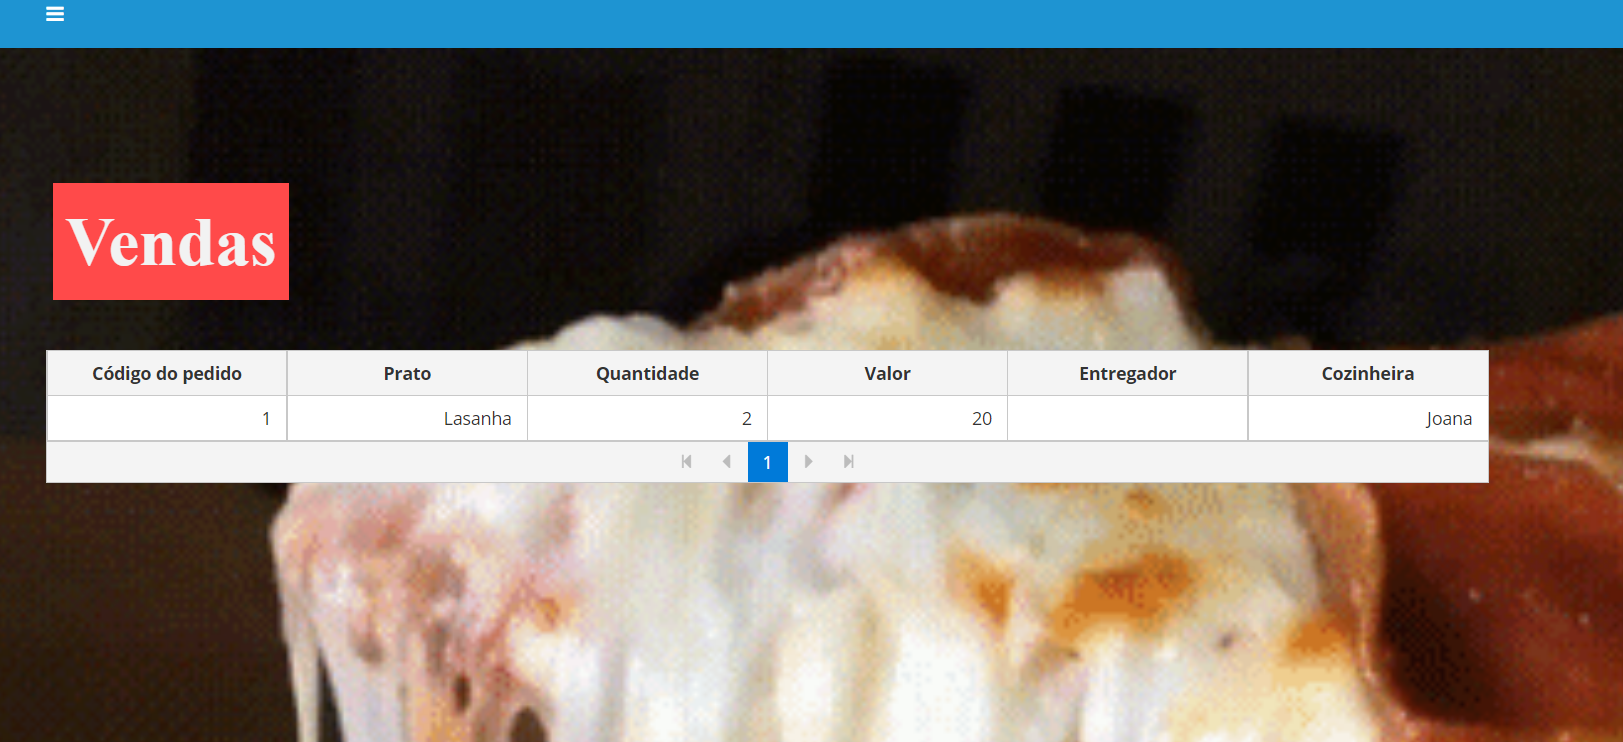 Vendas
Código do pedido Prato Quantidade Valor Entregador Cozinheira
1 Lasanha 2 20 Joana
1